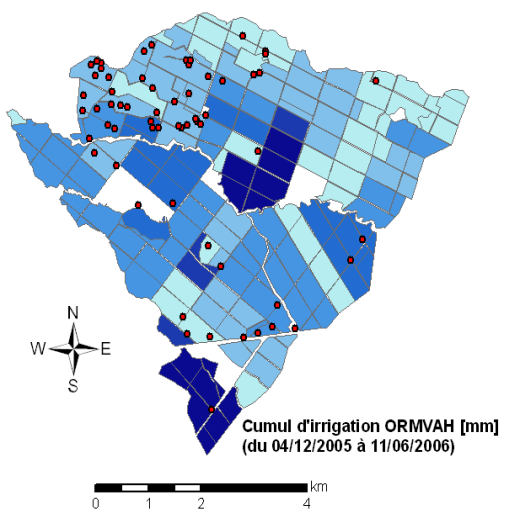 N
W E
S
Cumul d'irrigation ORMVAH [mm]
(du 04/12/2005 à 11/06/2006)
km
0 1 2 4